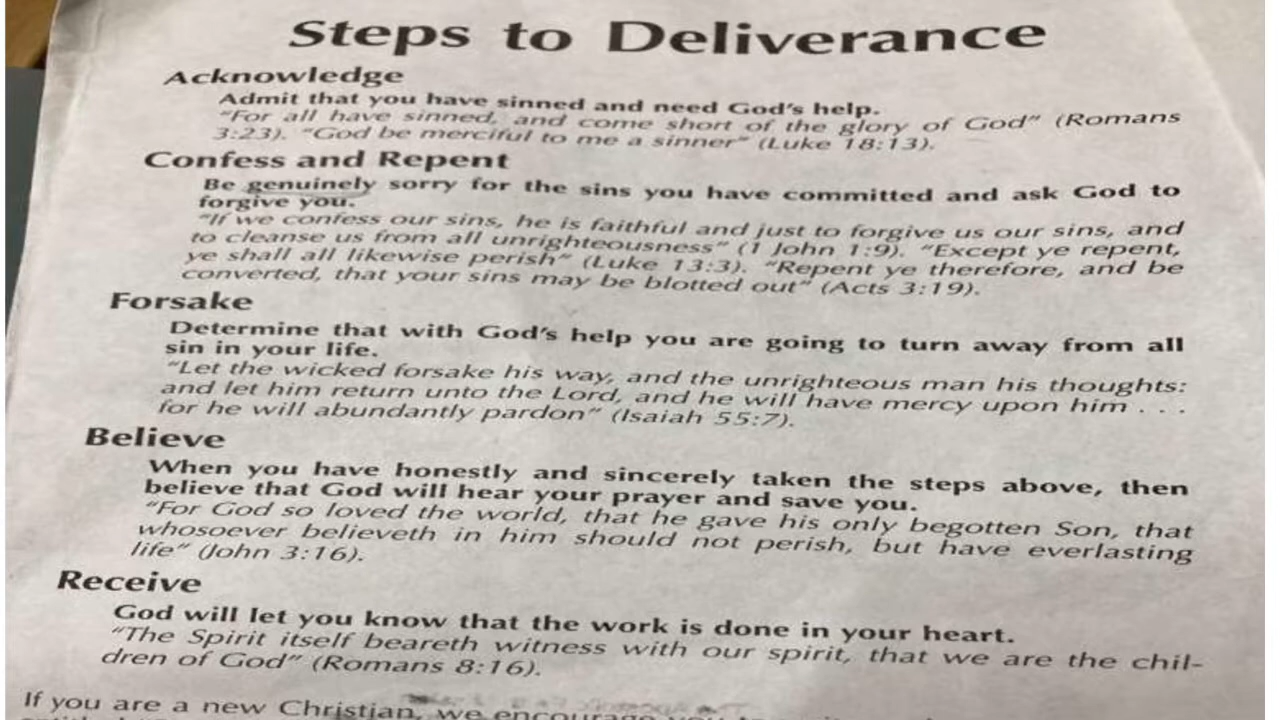 Steps to Deliverance
Acknowledge
Admit that you have sinned and need God's help.
"For all have sinned, and come short of the glory of God" (Romans
3:23). "God be merciful to me a sinner" (Luke 18:13).
Confess and Repent
Be genuinely sorry for the sins you have committed and ask God to
forgive you.
"If we confess our sins, he is faithful and just to forgive us our sins, and
to cleanse us from all unrighteousness" (1 John 1:9). "Except ye repent,
ye shall all likewise perish" (Luke 13:3). "Repent ye therefore, and be
converted, that your sins may be blotted out" (Acts 3:19).
Forsake
Determine that with God's help you are going to turn away from all
sin in your life.
"Let the wicked forsake his way, and the unrighteous man his thoughts:
and let him return unto the Lord, and he will have mercy upon him . . .
for he will abundantly pardon" (Isaiah 55:7).
Believe
When you have honestly and sincerely taken the steps above, then
believe that God will hear your prayer and save you.
"For God so loved the world, that he gave his only begotten Son, that
whosoever believeth in him should not perish, but have everlasting
life" (John 3:16).
Receive
God will let you know that the work is done in your heart.
"The Spirit itself beareth witness with our spirit, that we are the chil-
dren of God" (Romans 8:16).
If you are a new Christian, we encourage you to